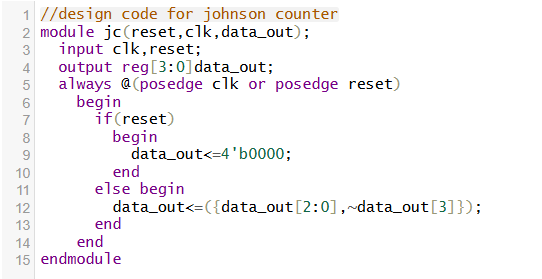 1 //design code for johnson counter
2 module jc(reset,clk,data_out);
3   input clk,reset;
4   output reg[3:0]data_out;
5   always @(posedge clk or posedge reset)
6     begin
7       if(reset)
8         begin
9           data_out<=4'b0000;
10         end
11       else begin
12         data_out<=({data_out[2:0],~data_out[3]});
13       end
14     end
15 endmodule